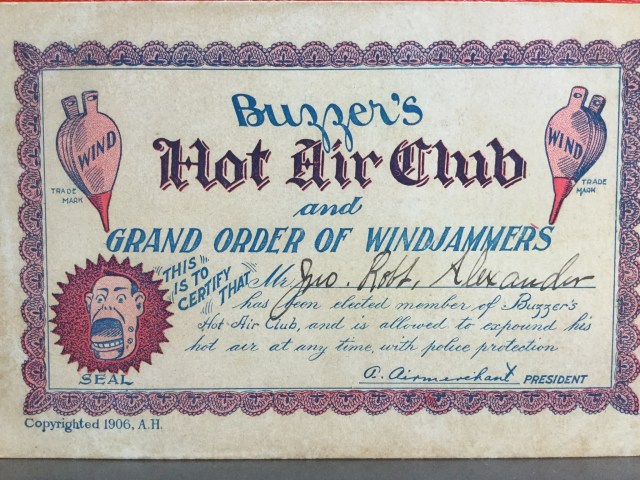 Buzzer's
WIND
WIND
Hot Air Club
TRADE MARK
TRADE MARK
and
GRAND ORDER OF WINDJAMMERS
"THIS IS TO CERTIFY THAT" Mr. Jno. Robt. Alexander
has been elected member of Buzzer's
Hot-Air Club, and is allowed to expound his
hot air at any time, with police protection
SEAL
A. Airmerchant PRESIDENT
Copyrighted 1906, A.H.